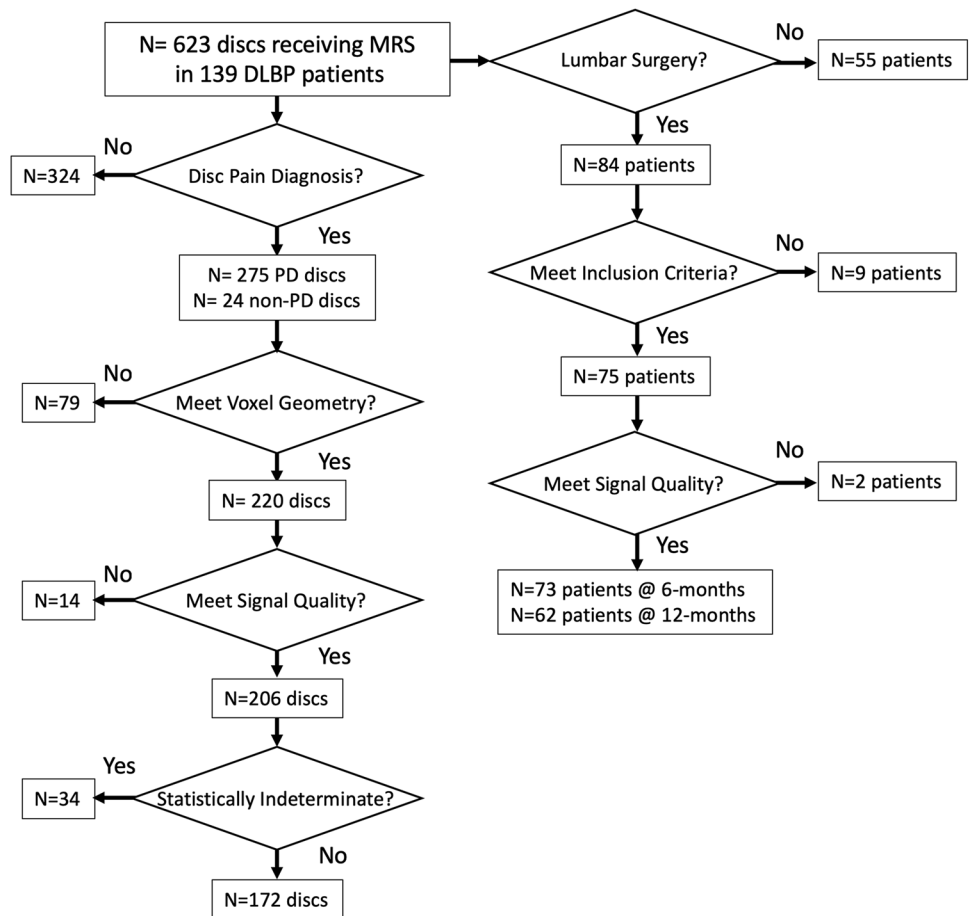 N= 623 discs receiving MRS
in 139 DLBP patients
No
N=324
Disc Pain Diagnosis?
Yes
N= 275 PD discs
N= 24 non-PD discs
No
N=79
Meet Voxel Geometry?
Yes
N= 220 discs
No
N=14
Meet Signal Quality?
Yes
N=206 discs
Yes
N=34
Statistically Indeterminate?
No
N=172 discs
Lumbar Surgery?
No
N=55 patients
Yes
N=84 patients
Meet Inclusion Criteria?
No
N=9 patients
Yes
N=75 patients
Meet Signal Quality?
No
N=2 patients
Yes
N=73 patients @ 6-months
N=62 patients @ 12-months